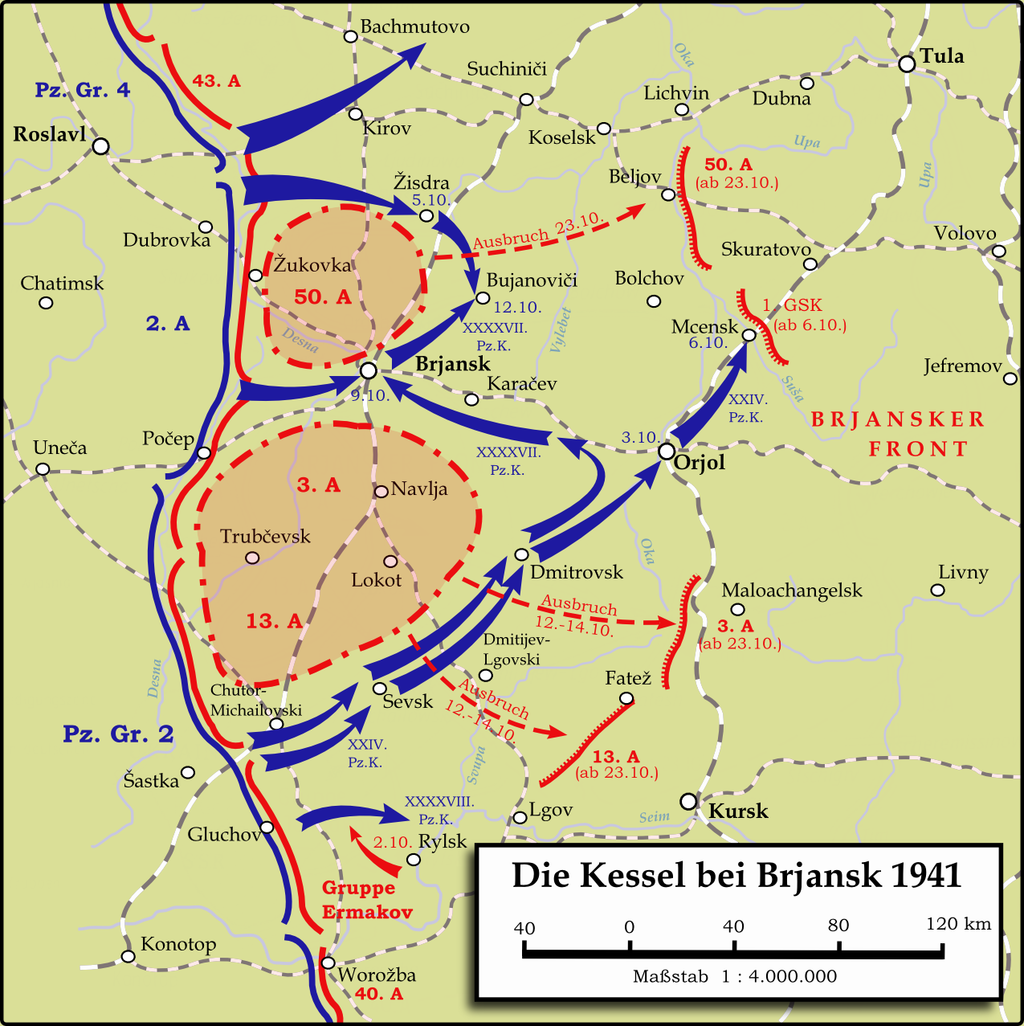 Bachmutovo
Tula
43. A
Suchiniči
Pz. Gr. 4
Oka
Lichvin
Dubna
Roslavl
Kirov
Koselsk
Upa
50. A
(ab 23.10.)
Upa
Žisdra
5.10.
Beljov
Ausbruch 23.10.
Dubrovka
Volovo
Skuratovo
Žukovka
Chatimsk
50. A
Bujanoviči
12.10.
Bolchov
1. GSK
(ab 6.10.)
2. A
Desna
XXXXVII.
Pz.K.
Vylebet
Mcensk
6.10.
Brjansk
9.10.
Karačev
Suša
Jefremov
XXIV.
Pz.K.
BRJANSKER
FRONT
Počep
3.10.
Uneča
XXXXVII.
Pz.K.
Orjol
3. A
Navlja
Trubčevsk
Lokot
Oka
Dmitrovsk
Livny
Maloachangelsk
Ausbruch
12.-14.10.
13. A
3. A
(ab 23.10.)
Dmitijev-
Lgovski
Desna
Chutor-
Michailovski
Sevsk
Fatež
Ausbruch
12.-14.10.
Pz. Gr. 2
XXIV.
Pz.K.
13. A
(ab 23.10.)
Šastka
Svupa
XXXXVIII.
Pz.K.
Lgov
Seim
Kursk
Gluchov
2.10.
Rylsk
Gruppe
Ermakov
Konotop
Worožba
40. A
Die Kessel bei Brjansk 1941
40 0 40 80 120 km
Maßstab 1 : 4.000.000